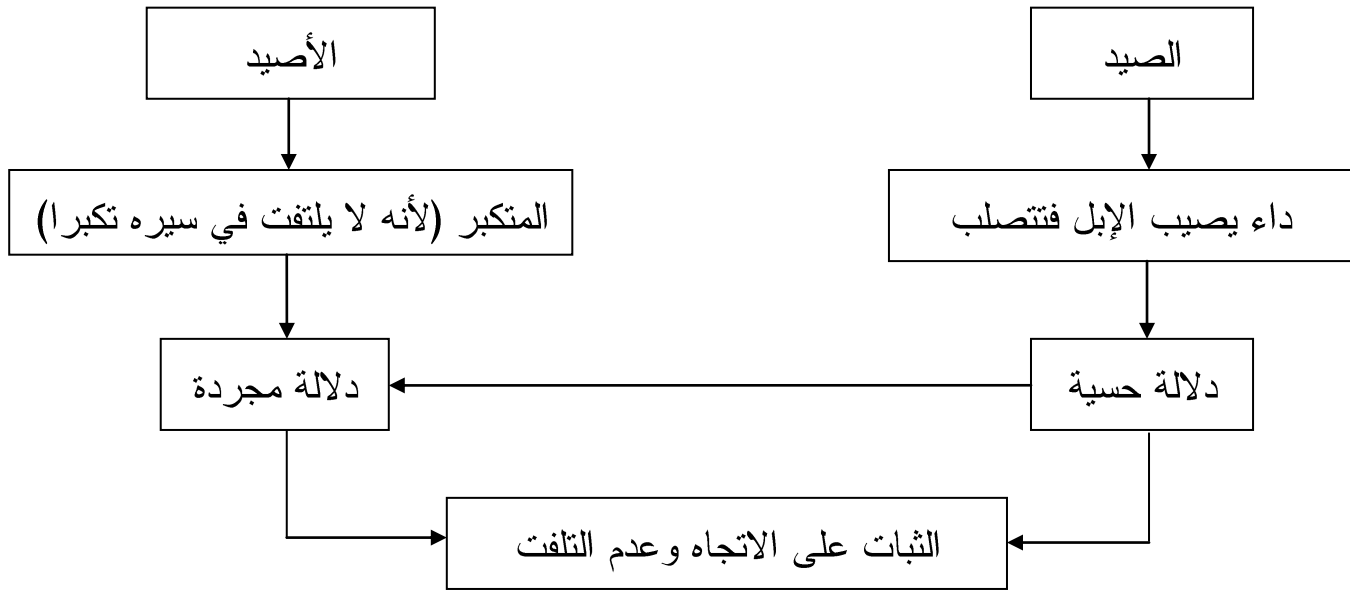 الصيد
الأصيد
داء يصيب الإبل فتتصلب
المتكبر (لأنه لا يلتفت في سيره تكبرا)
دلالة حسية
دلالة مجردة
الثبات على الاتجاه وعدم التلفت